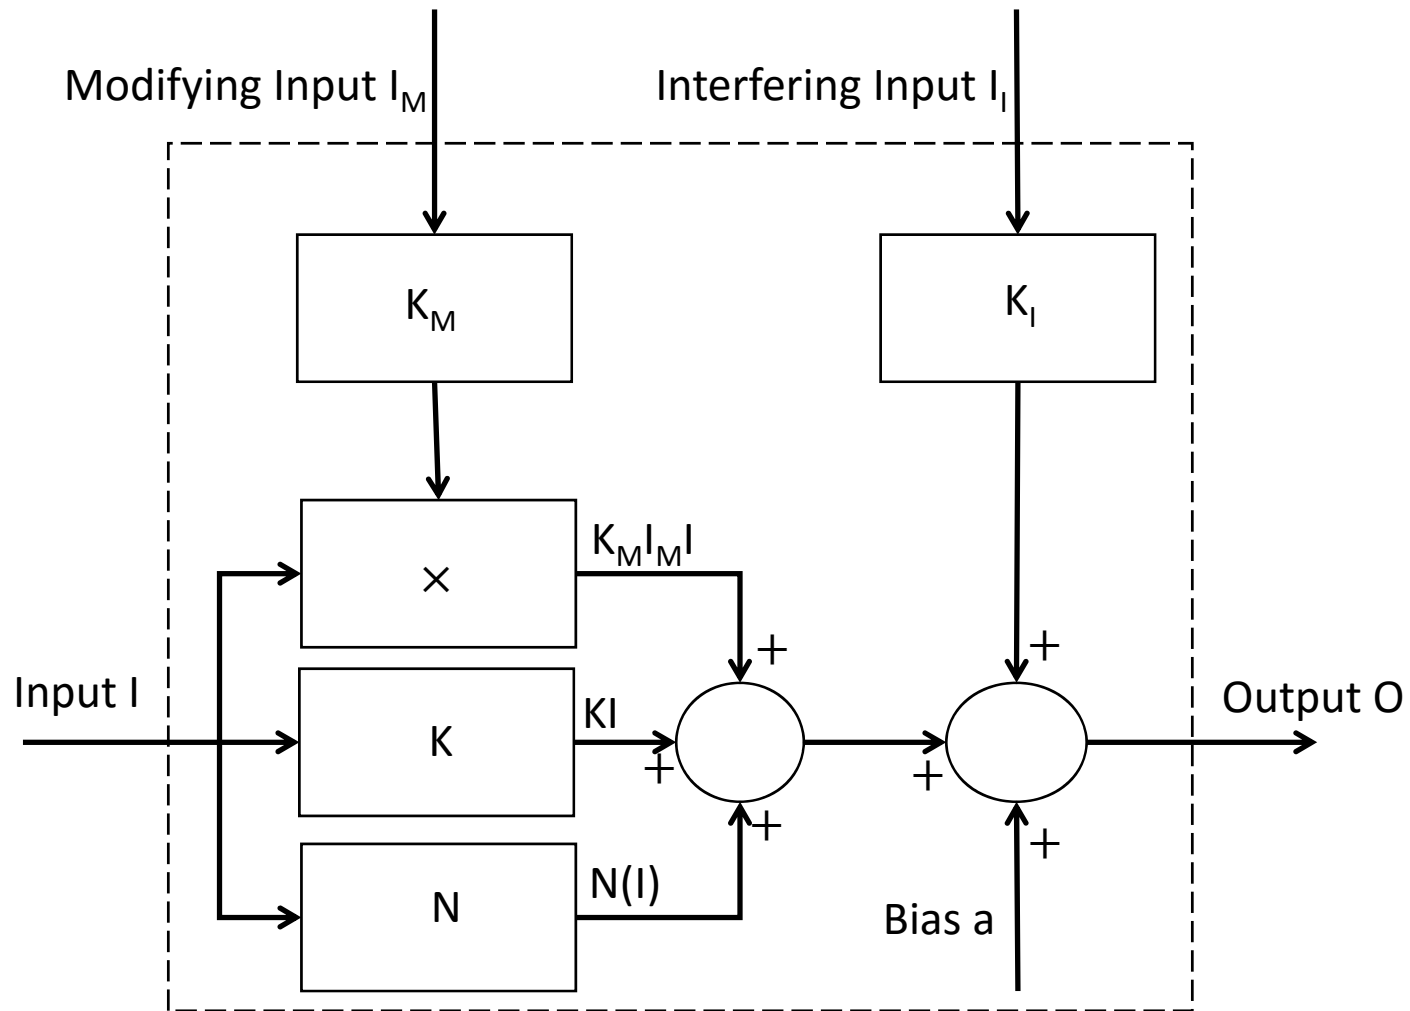 Modifying Input I_M
Interfering Input I_I
K_M
K_I
K_MI_MI
×
+
+
Input I
KI
Output O
K
+
+
+
N(I)
+
N
Bias a